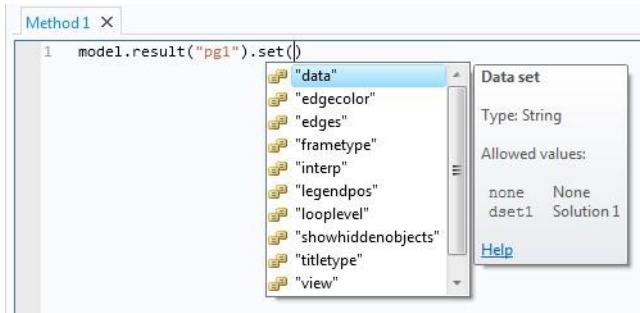 Method 1 ×
1 model.result("pg1").set()
"data"
"edgecolor"
"edges"
"frametype"
"interp"
"legendpos"
"looplevel"
"showhiddenobjects"
"titletype"
"view"
Data set
Type: String
Allowed values:
none None
dset1 Solution 1
Help